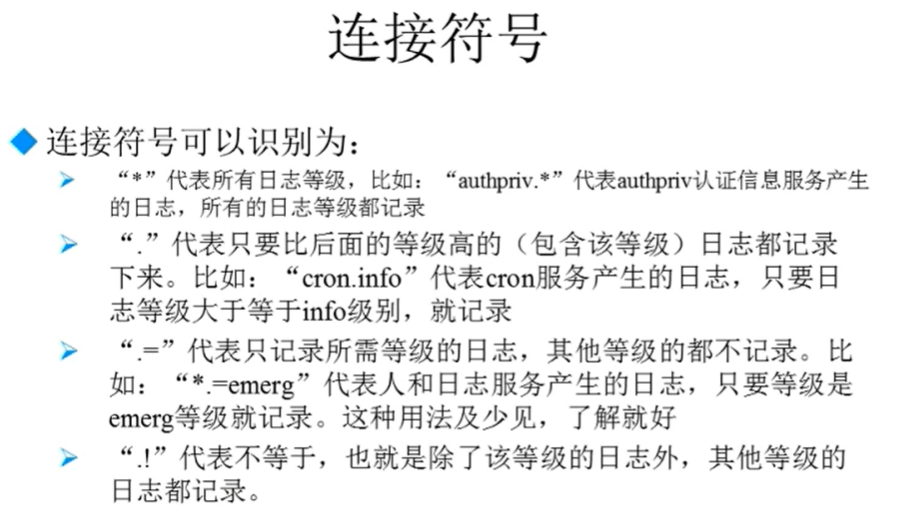 连接符号
连接符号可以识别为：
“*”代表所有日志等级，比如：“authpriv.*”代表authpriv认证信息服务产生
的日志，所有的日志等级都记录
“.”代表只要比后面的等级高的（包含该等级）日志都记录
下来。比如：“cron.info”代表cron服务产生的日志，只要日
志等级大于等于info级别，就记录
“.=”代表只记录所需等级的日志，其他等级的都不记录。比
如：“*.=emerg”代表人和日志服务产生的日志，只要等级是
emerg等级就记录。这种用法及少见，了解就好
“.!”代表不等于，也就是除了该等级的日志外，其他等级的
日志都记录。